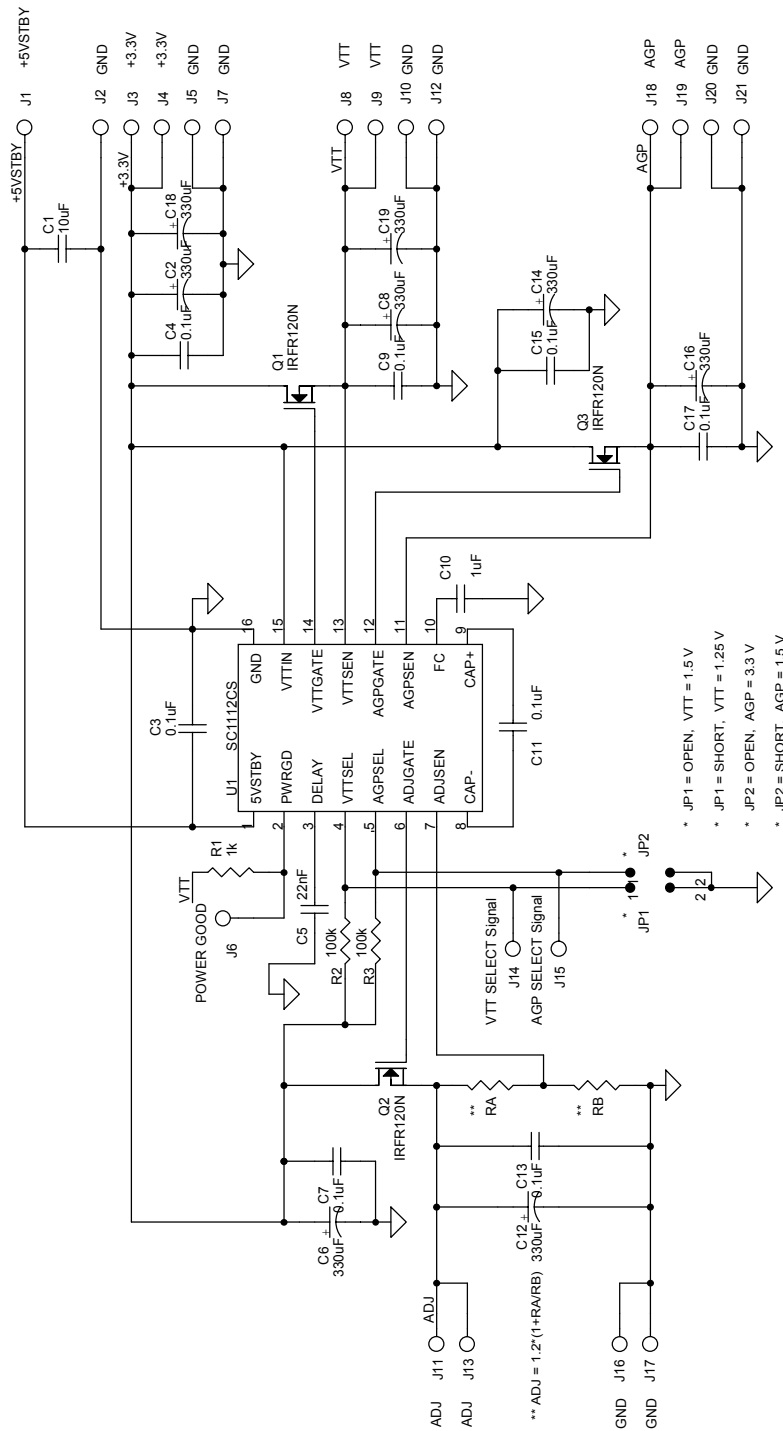 J1 +5VSTBY
+5VSTBY
J2 GND
C1
10uF
J3 +3.3V
+3.3V
J4 +3.3V
J5 GND
J7 GND
C18
330uF
+
C2
330uF
+
C4
0.1uF
Q1
IRFR120N
J8 VTT
VTT
J9 VTT
J10 GND
J12 GND
C19
330uF
+
C8
330uF
+
C9
0.1uF
C14
330uF
+
C15
0.1uF
Q3
IRFR120N
J18 AGP
AGP
J19 AGP
J20 GND
J21 GND
C16
330uF
+
C17
0.1uF
C3
0.1uF
U1
SC1112CS
1 5VSTBY
2 PWRGD
3 DELAY
4 VTTSEL
5 AGPSEL
6 ADJGATE
7 ADJSEN
8 CAP-
GND 16
VTTIN 15
VTTGATE 14
VTTSEN 13
AGPGATE 12
AGPSEN 11
FC 10
CAP+ 9
C10
1uF
C11
0.1uF
VTT
R1
1k
POWER GOOD
J6
C5
22nF
R2
100k
R3
100k
VTT SELECT Signal
J14
AGP SELECT Signal
J15
*
JP1
1
2
*
JP2
1
2
* JP1 = OPEN, VTT = 1.5 V
* JP1 = SHORT, VTT = 1.25 V
* JP2 = OPEN, AGP = 3.3 V
* JP2 = SHORT, AGP = 1.5 V
Q2
IRFR120N
C6
330uF
+
C7
0.1uF
**
RA
**
RB
C12
330uF
+
C13
0.1uF
ADJ J11
ADJ
ADJ J13
** ADJ = 1.2*(1+RA/RB)
GND J16
GND J17